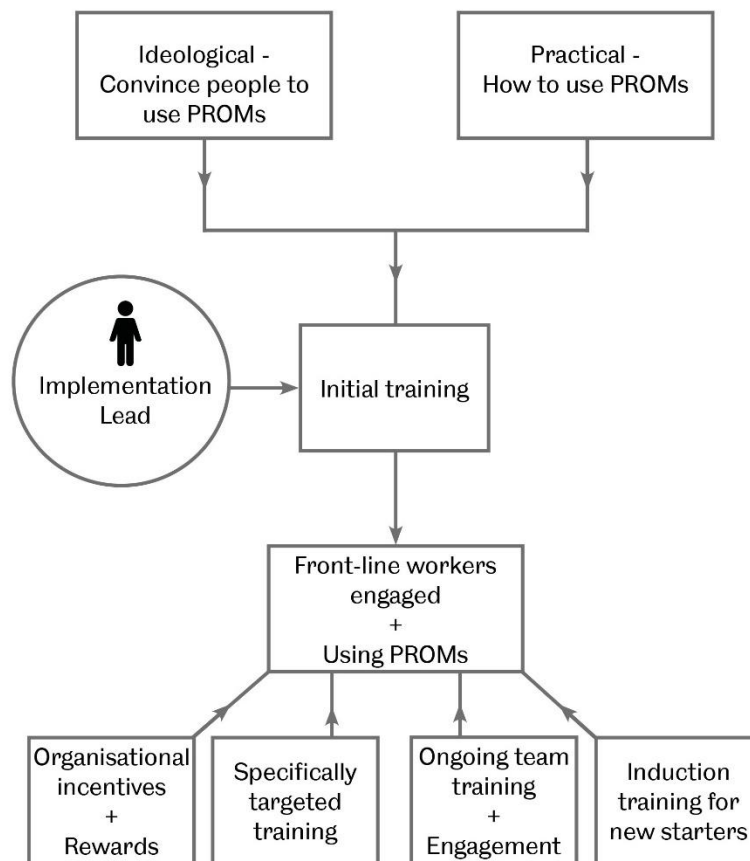 Ideological -
Convince people to
use PROMs
Practical -
How to use PROMs
Implementation
Lead
Initial training
Front-line workers
engaged
+
Using PROMs
Organisational
incentives
+
Rewards
Specifically
targeted
training
Ongoing team
training
+
Engagement
Induction
training for
new starters